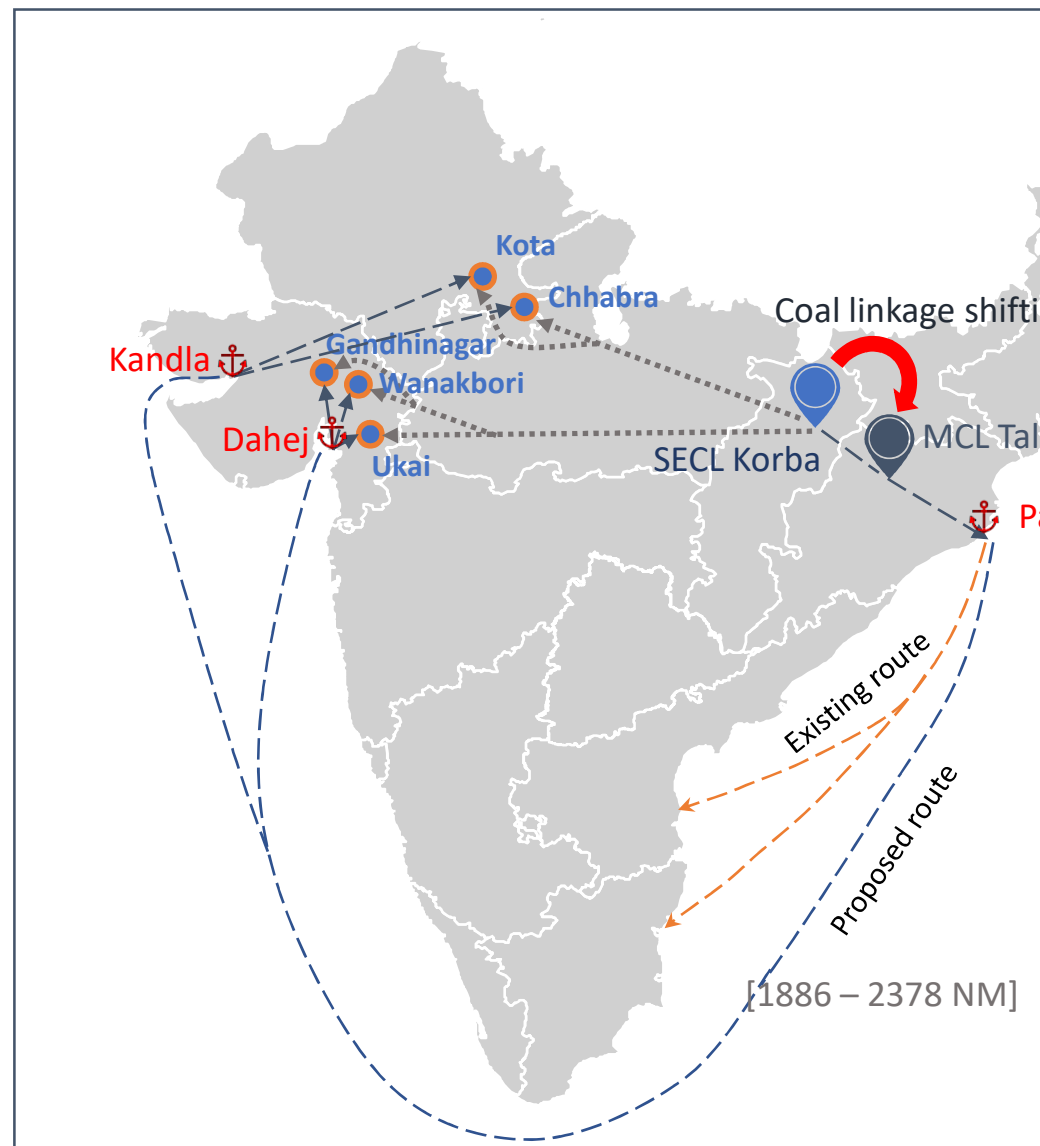 Kota
Chhabra
Coal linkage shifti
Gandhinagar
Kandla
Wanakbori
Dahej
MCL Tal
Ukai
SECL Korba
Pa
Existing route
Proposed route
[1886 – 2378 NM]